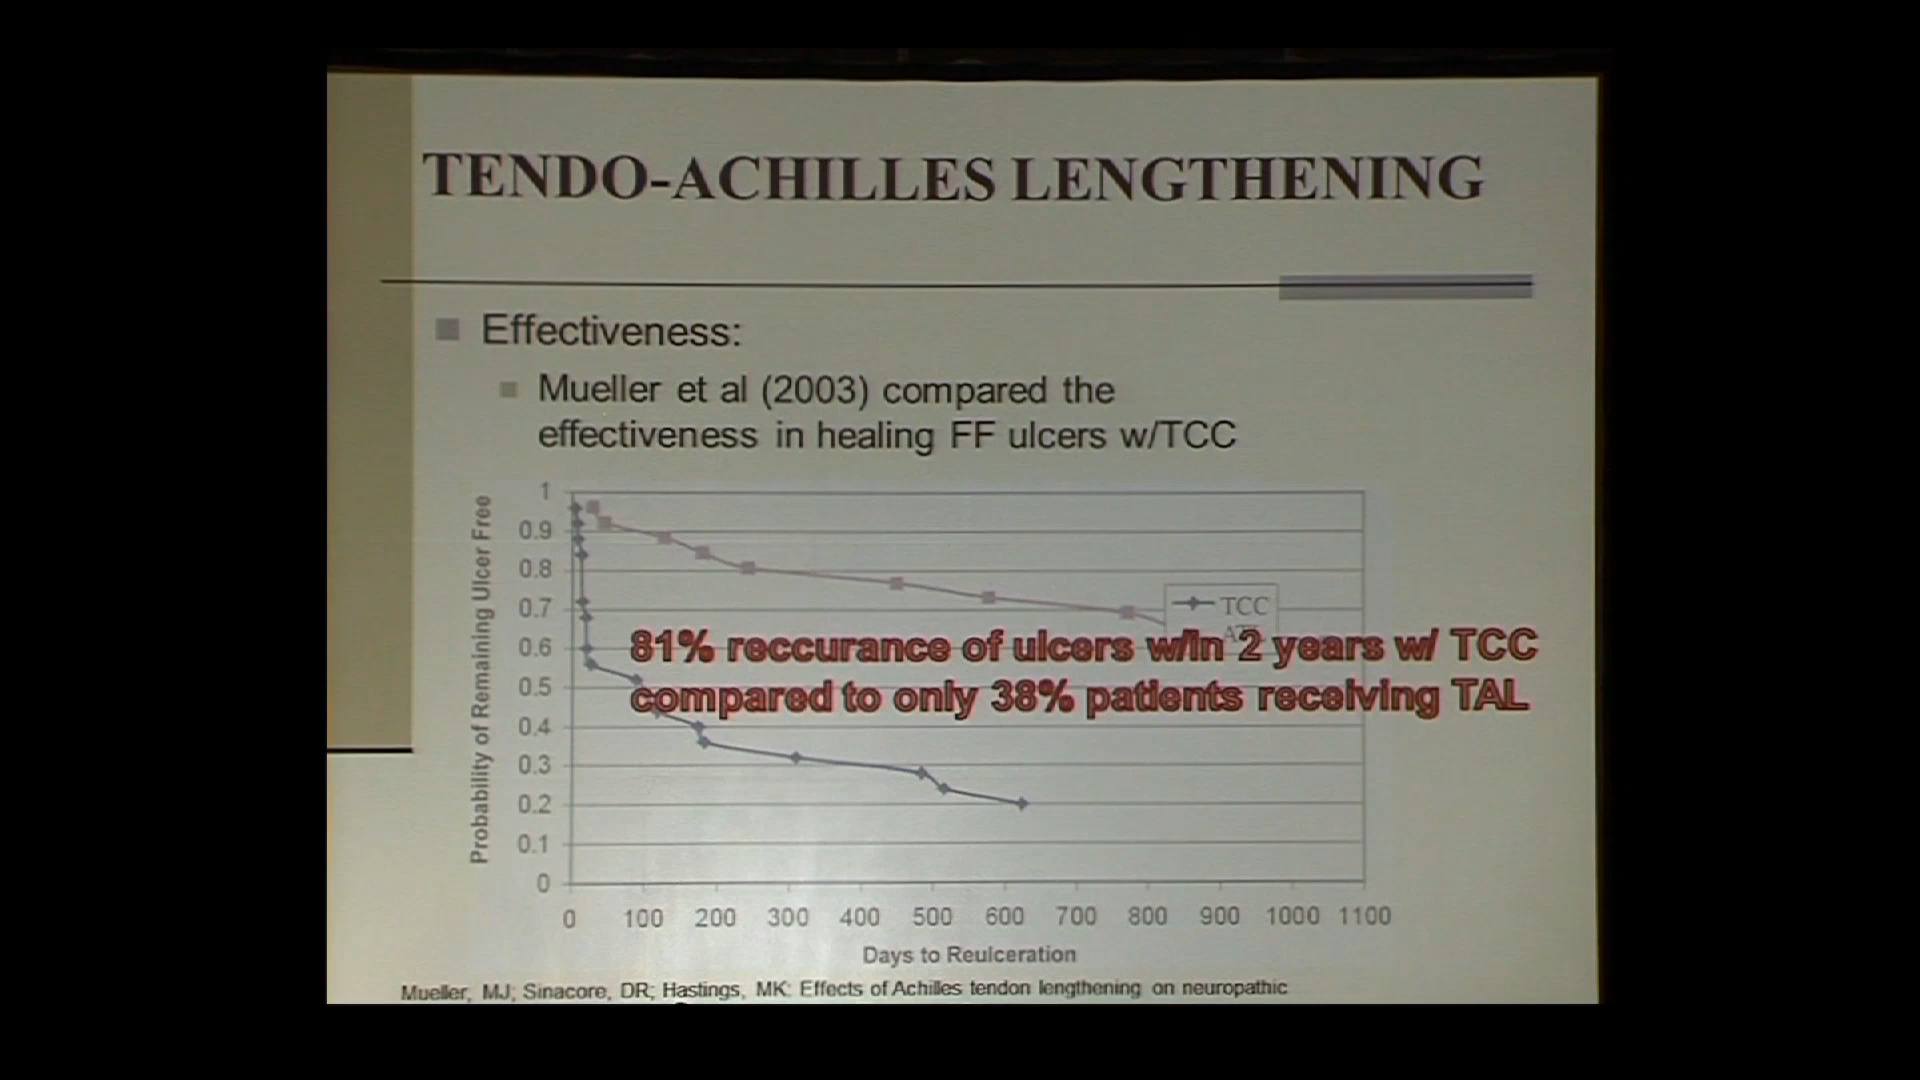 TENDO-ACHILLES LENGTHENING
Effectiveness:
Mueller et al (2003) compared the
effectiveness in healing FF ulcers w/TCC
Probability of Remaining Ulcer Free
1
0.9
0.8
0.7
0.6
0.5
0.4
0.3
0.2
0.1
0
TCC
81% reccurance of ulcers w/in 2 years w/ TCC
compared to only 38% patients receiving TAL
0 100 200 300 400 500 600 700 800 900 1000 1100
Days to Reulceration
Mueller, MJ; Sinacore, DR; Hastings, MK: Effects of Achilles tendon lengthening on neuropathic